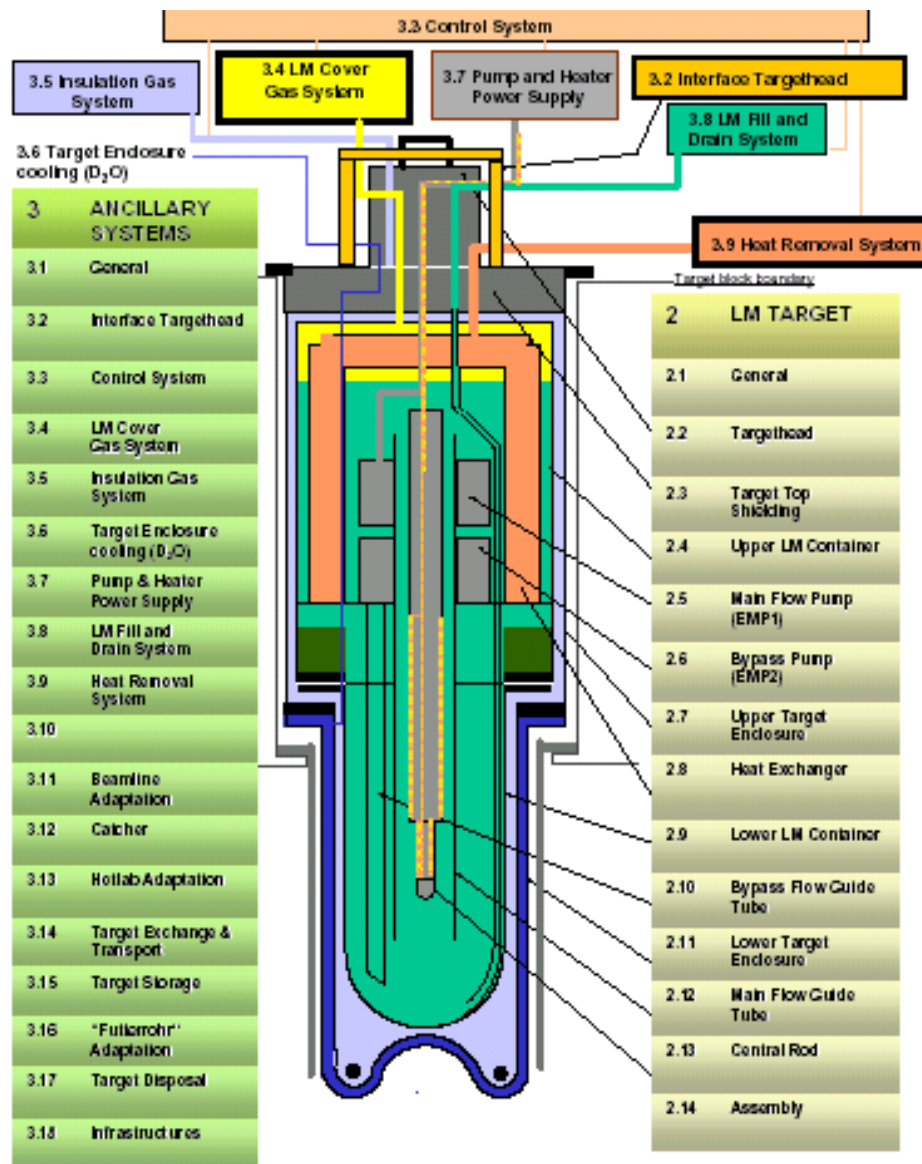 3.3 Control System
3.5 Insulation Gas
System
3.4 LM Cover
Gas System
3.7 Pump and Heater
Power Supply
3.2 Interface Targethead
3.8 LM Fill and
Drain System
3.6 Target Enclosure
cooling (D₂O)
3.9 Heat Removal System
Target block boundary
3 ANCILLARY
SYSTEMS
3.1 General
3.2 Interface Targethead
3.3 Control System
3.4 LM Cover
Gas System
3.5 Insulation Gas
System
3.6 Target Enclosure
cooling (D₂O)
3.7 Pump & Heater
Power Supply
3.8 LM Fill and
Drain System
3.9 Heat Removal
System
3.10
3.11 Beamline
Adaptation
3.12 Catcher
3.13 Hotlab Adaptation
3.14 Target Exchange &
Transport
3.15 Target Storage
3.16 "Fullerrohr"
Adaptation
3.17 Target Disposal
3.18 Infrastructures
2 LM TARGET
2.1 General
2.2 Targethead
2.3 Target Top
Shielding
2.4 Upper LM Container
2.5 Main Flow Pump
(EMP1)
2.6 Bypass Pump
(EMP2)
2.7 Upper Target
Enclosure
2.8 Heat Exchanger
2.9 Lower LM Container
2.10 Bypass Flow Guide
Tube
2.11 Lower Target
Enclosure
2.12 Main Flow Guide
Tube
2.13 Central Rod
2.14 Assembly